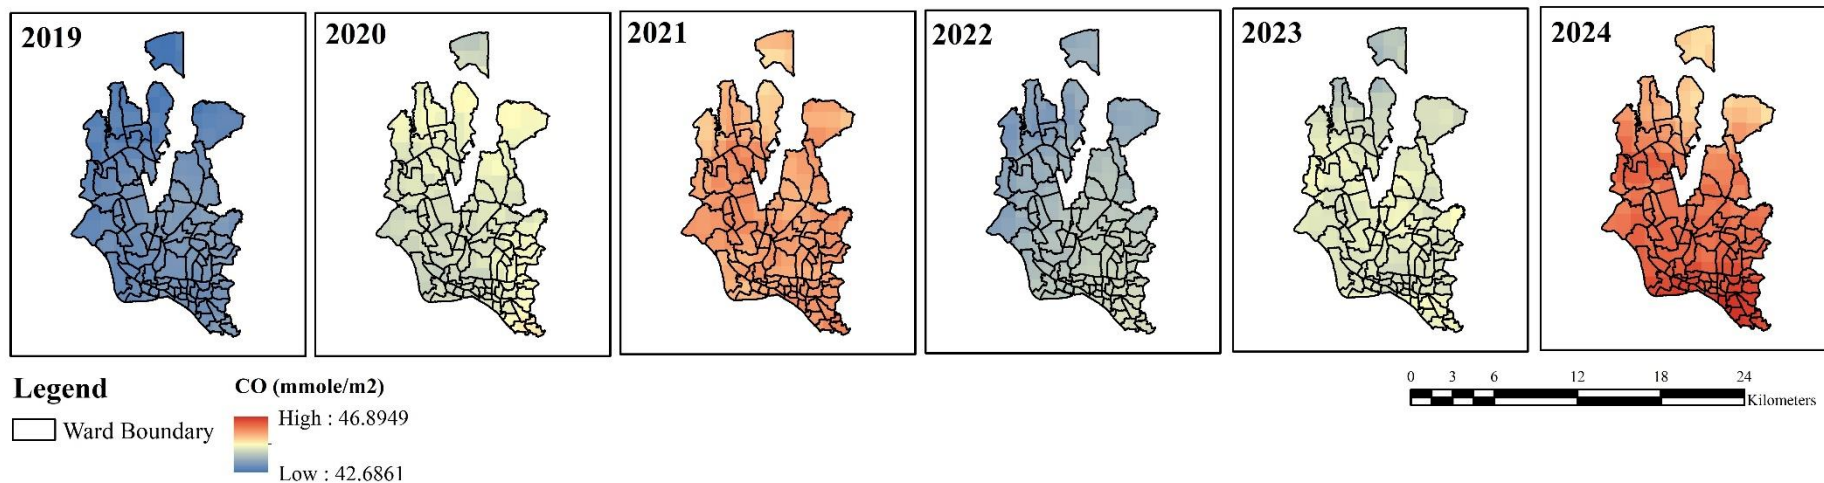 2019
2020
2021
2022
2023
2024
Legend
Ward Boundary
CO (mmole/m2)
High : 46.8949
Low : 42.6861
0 3 6 12 18 24
Kilometers